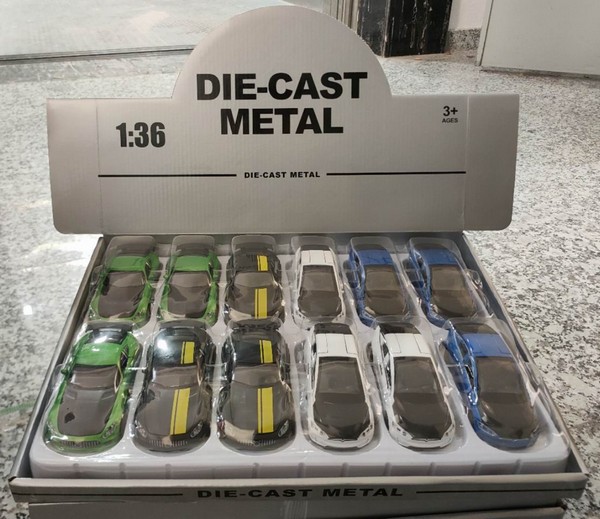 DIE-CAST
METAL
1:36
3+
AGES
DIE-CAST METAL
DIE-CAST METAL